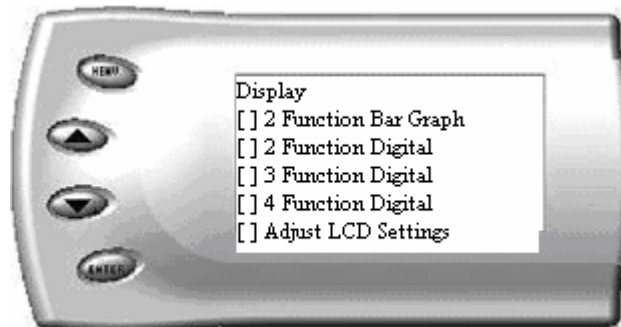 MENU
Display
[ ] 2 Function Bar Graph
[ ] 2 Function Digital
[ ] 3 Function Digital
[ ] 4 Function Digital
[ ] Adjust LCD Settings
ENTER